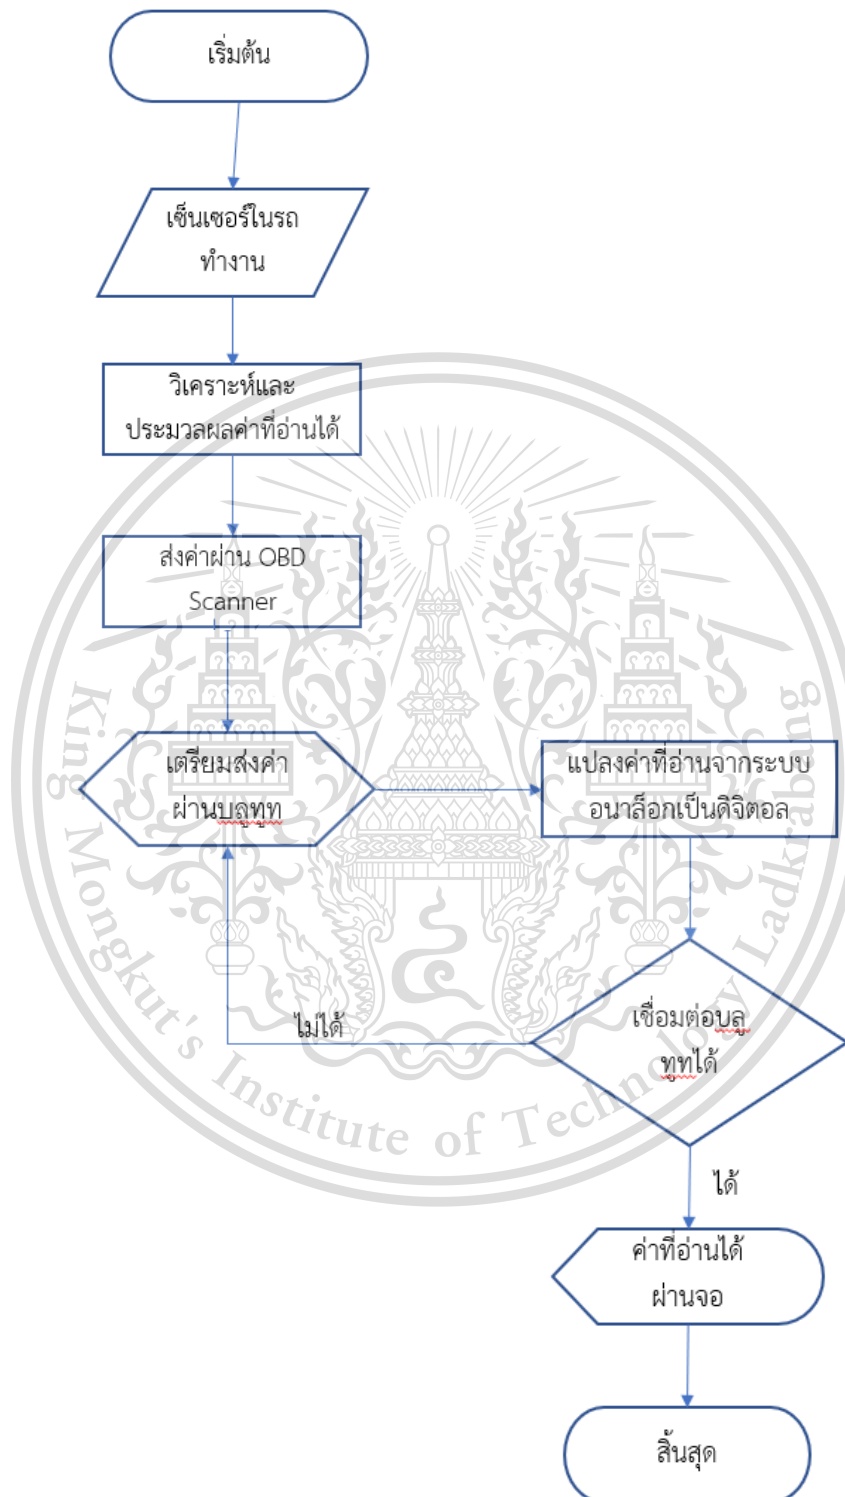 เริ่มต้น
เซ็นเซอร์ในรถ
ทำงาน
วิเคราะห์และ
ประมวลผลค่าที่อ่านได้
ส่งค่าผ่าน OBD
Scanner
เตรียมส่งค่า
ผ่านบลูทูท
แปลงค่าที่อ่านจากระบบ
อนาล็อกเป็นดิจิตอล
เชื่อมต่อบลู
ทูทได้
ไม่ได้
ได้
ค่าที่อ่านได้
ผ่านจอ
สิ้นสุด
King Mongkut's Institute of Technology Ladkrabang